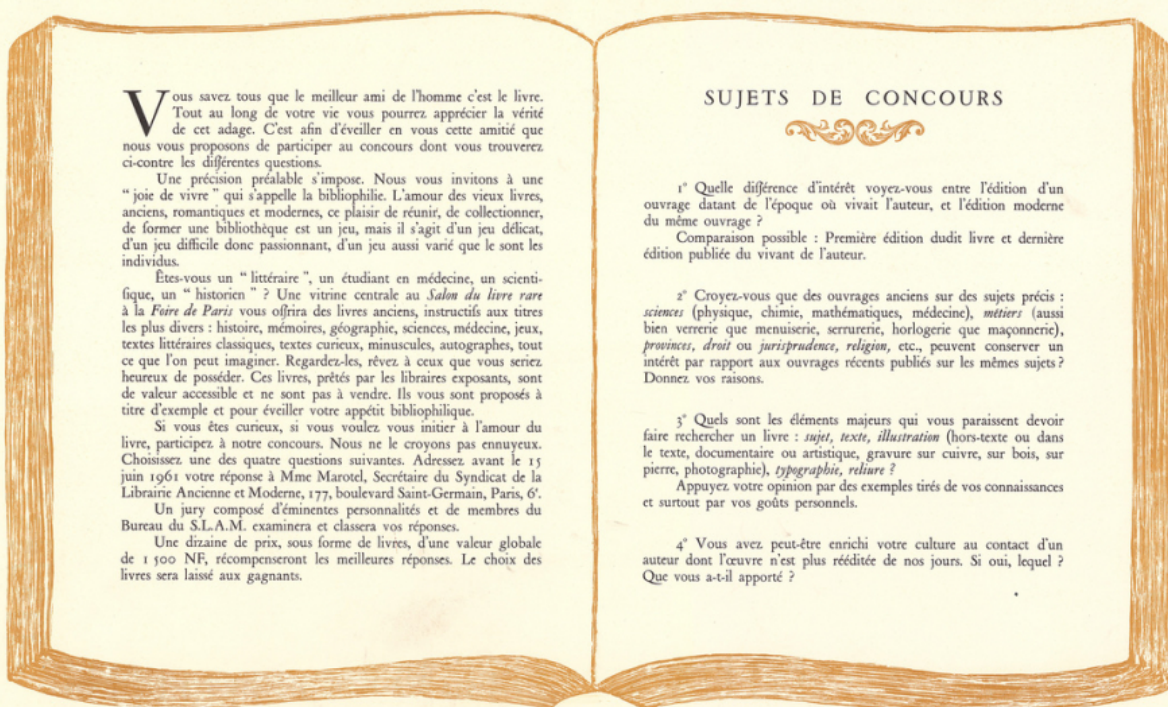 Vous savez tous que le meilleur ami de l'homme c'est le livre.
Tout au long de votre vie vous pourrez apprécier la vérité
de cet adage. C'est afin d'éveiller en vous cette amitié que
nous vous proposons de participer au concours dont vous trouverez
ci-contre les différentes questions.
Une précision préalable s'impose. Nous vous invitons à une
“ joie de vivre ” qui s'appelle la bibliophilie. L'amour des vieux livres,
anciens, romantiques et modernes, ce plaisir de réunir, de collectionner,
de former une bibliothèque est un jeu, mais il s'agit d'un jeu délicat,
d'un jeu difficile donc passionnant, d'un jeu aussi varié que le sont les
individus.
Êtes-vous un “ littéraire ”, un étudiant en médecine, un scienti-
fique, un “ historien ” ? Une vitrine centrale au Salon du livre rare
à la Foire de Paris vous offrira des livres anciens, instructifs aux titres
les plus divers : histoire, mémoires, géographie, sciences, médecine, jeux,
textes littéraires classiques, textes curieux, minuscules, autographes, tout
ce que l'on peut imaginer. Regardez-les, rêvez à ceux que vous seriez
heureux de posséder. Ces livres, prêtés par les libraires exposants, sont
de valeur accessible et ne sont pas à vendre. Ils vous sont proposés à
titre d'exemple et pour éveiller votre appétit bibliophilique.
Si vous êtes curieux, si vous voulez vous initier à l'amour du
livre, participez à notre concours. Nous ne le croyons pas ennuyeux.
Choisissez une des quatre questions suivantes. Adressez avant le 15
juin 1961 votre réponse à Mme Marotel, Secrétaire du Syndicat de la
Librairie Ancienne et Moderne, 177, boulevard Saint-Germain, Paris, 6ᵉ.
Un jury composé d'éminentes personnalités et de membres du
Bureau du S.L.A.M. examinera et classera vos réponses.
Une dizaine de prix, sous forme de livres, d'une valeur globale
de 1 500 NF, récompenseront les meilleures réponses. Le choix des
livres sera laissé aux gagnants.
SUJETS DE CONCOURS
1° Quelle différence d'intérêt voyez-vous entre l'édition d'un
ouvrage datant de l'époque où vivait l'auteur, et l'édition moderne
du même ouvrage ?
Comparaison possible : Première édition dudit livre et dernière
édition publiée du vivant de l'auteur.
2° Croyez-vous que des ouvrages anciens sur des sujets précis :
sciences (physique, chimie, mathématiques, médecine), métiers (aussi
bien verrerie que menuiserie, serrurerie, horlogerie que maçonnerie),
provinces, droit ou jurisprudence, religion, etc., peuvent conserver un
intérêt par rapport aux ouvrages récents publiés sur les mêmes sujets ?
Donnez vos raisons.
3° Quels sont les éléments majeurs qui vous paraissent devoir
faire rechercher un livre : sujet, texte, illustration (hors-texte ou dans
le texte, documentaire ou artistique, gravure sur cuivre, sur bois, sur
pierre, photographie), typographie, reliure ?
Appuyez votre opinion par des exemples tirés de vos connaissances
et surtout par vos goûts personnels.
4° Vous avez peut-être enrichi votre culture au contact d'un
auteur dont l'œuvre n'est plus rééditée de nos jours. Si oui, lequel ?
Que vous a-t-il apporté ?